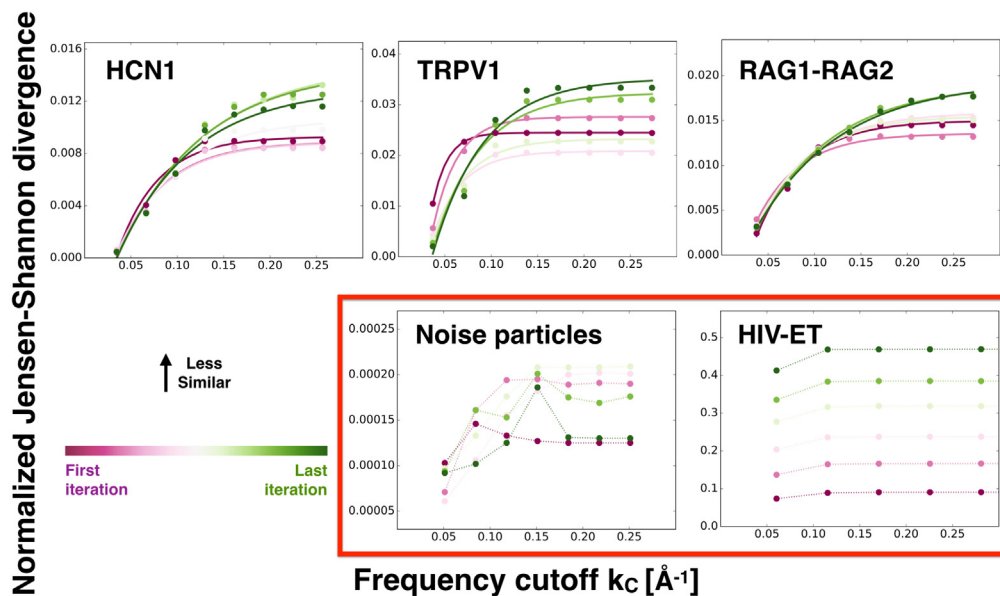 Normalized Jensen-Shannon divergence
HCN1
0.016
0.012
0.008
0.004
0.000
0.00 0.05 0.10 0.15 0.20 0.25
TRPV1
0.04
0.03
0.02
0.01
0.00
0.05 0.10 0.15 0.20 0.25
RAG1-RAG2
0.020
0.015
0.010
0.005
0.000
0.05 0.10 0.15 0.20 0.25
Less
Similar
First
iteration
Last
iteration
Noise particles
0.00025
0.00020
0.00015
0.00010
0.00005
0.05 0.10 0.15 0.20 0.25
HIV-ET
0.5
0.4
0.3
0.2
0.1
0.0
0.05 0.10 0.15 0.20 0.25
Frequency cutoff kC [Å-1]